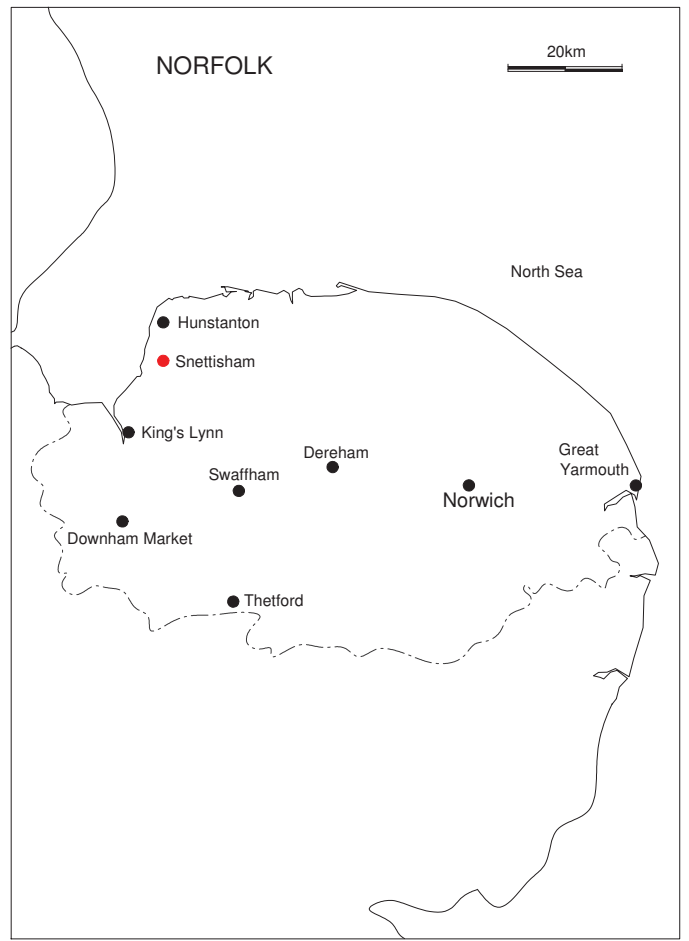 NORFOLK
20km
North Sea
Hunstanton
Snettisham
King's Lynn
Dereham
Great
Yarmouth
Swaffham
Norwich
Downham Market
Thetford